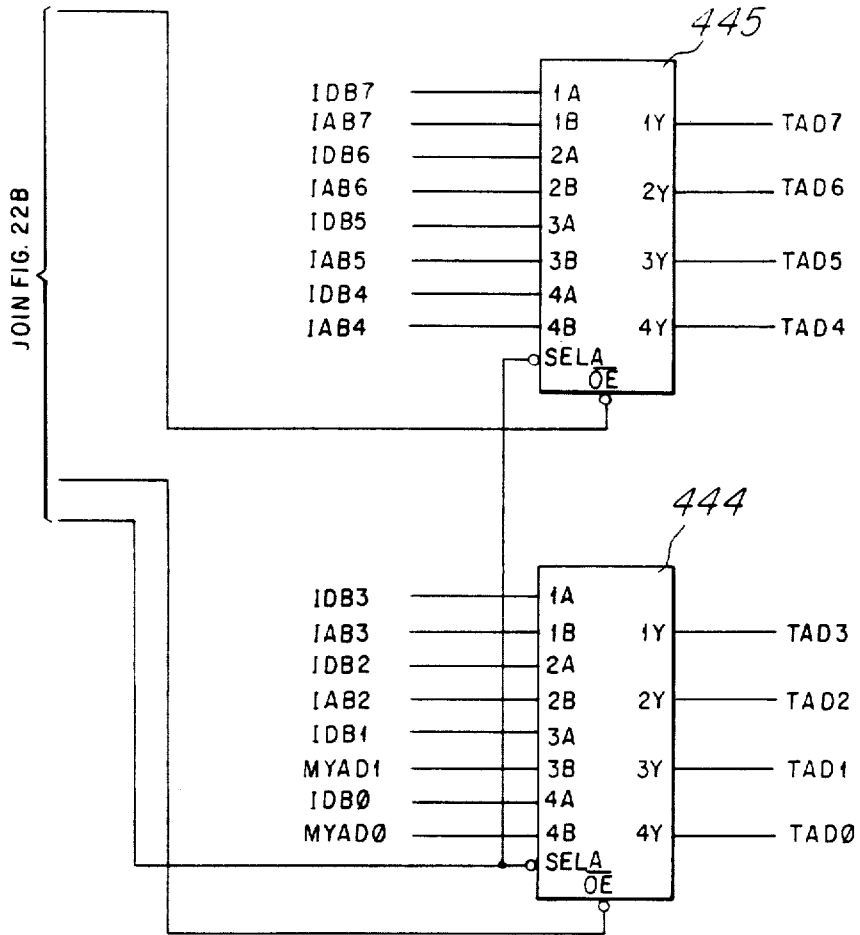 JOIN FIG. 22B
445
IDB7 1A
IAB7 1B 1Y TAD7
IDB6 2A
IAB6 2B 2Y TAD6
IDB5 3A
IAB5 3B 3Y TAD5
IDB4 4A
IAB4 4B 4Y TAD4
SELA
OE
444
IDB3 1A
IAB3 1B 1Y TAD3
IDB2 2A
IAB2 2B 2Y TAD2
IDB1 3A
MYAD1 3B 3Y TAD1
IDBØ 4A
MYADØ 4B 4Y TADØ
SELA
OE